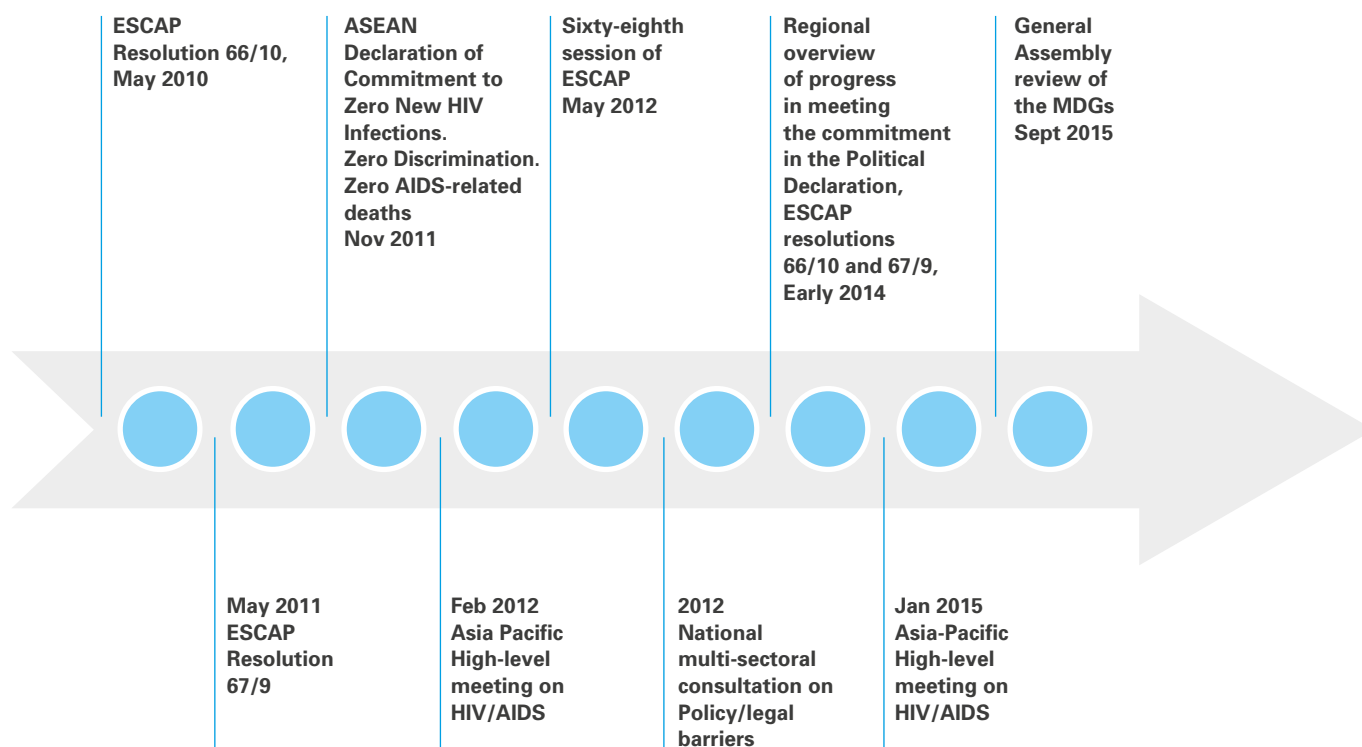 ESCAP
Resolution 66/10,
May 2010
ASEAN
Declaration of
Commitment to
Zero New HIV
Infections.
Zero Discrimination.
Zero AIDS-related
deaths
Nov 2011
Sixty-eighth
session of
ESCAP
May 2012
Regional
overview
of progress
in meeting
the commitment
in the Political
Declaration,
ESCAP
resolutions
66/10 and 67/9,
Early 2014
General
Assembly
review of
the MDGs
Sept 2015
May 2011
ESCAP
Resolution
67/9
Feb 2012
Asia Pacific
High-level
meeting on
HIV/AIDS
2012
National
multi-sectoral
consultation on
Policy/legal
barriers
Jan 2015
Asia-Pacific
High-level
meeting on
HIV/AIDS